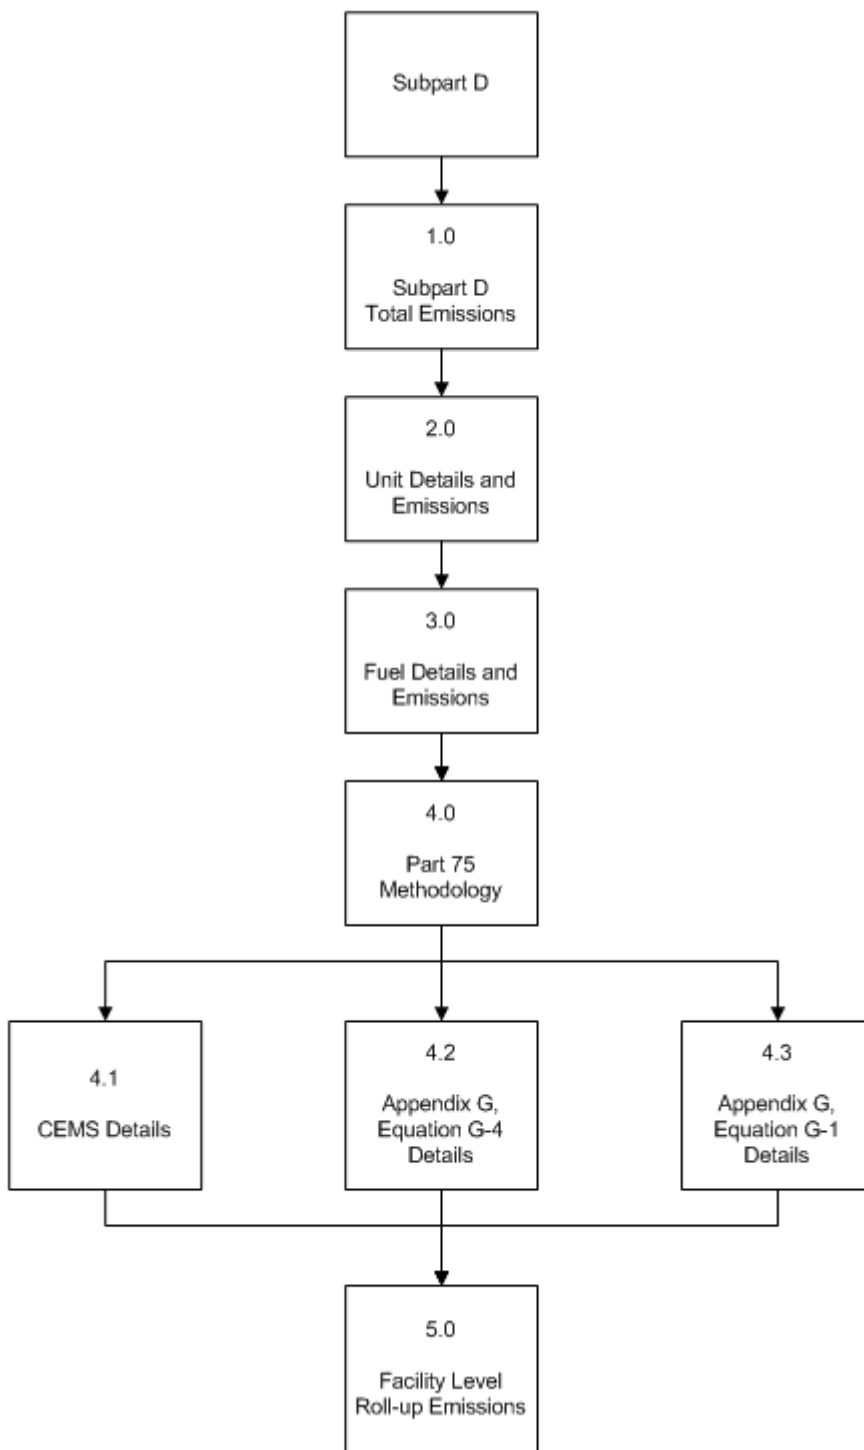 Subpart D
1.0
Subpart D
Total Emissions
2.0
Unit Details and
Emissions
3.0
Fuel Details and
Emissions
4.0
Part 75
Methodology
4.1
CEMS Details
4.2
Appendix G,
Equation G-4
Details
4.3
Appendix G,
Equation G-1
Details
5.0
Facility Level
Roll-up Emissions